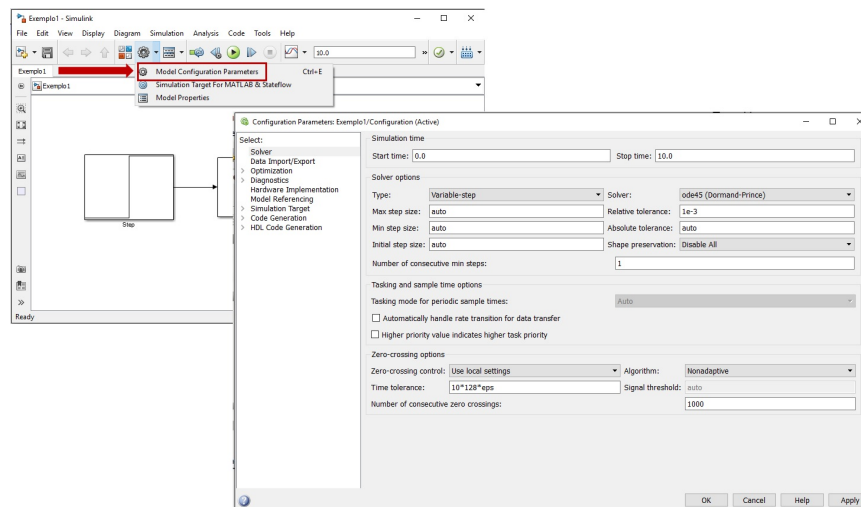 Exemplo1 - Simulink
File Edit View Display Diagram Simulation Analysis Code Tools Help
10.0
Exemplo1
Model Configuration Parameters Ctrl+E
Exemplo1
Simulation Target For MATLAB & Stateflow
Model Properties
Step
Ready
Configuration Parameters: Exemplo1/Configuration (Active)
Select:
Solver
Data Import/Export
Optimization
Diagnostics
Hardware Implementation
Model Referencing
Simulation Target
Code Generation
HDL Code Generation
Simulation time
Start time: 0.0 Stop time: 10.0
Solver options
Type: Variable-step Solver: ode45 (Dormand-Prince)
Max step size: auto Relative tolerance: 1e-3
Min step size: auto Absolute tolerance: auto
Initial step size: auto Shape preservation: Disable All
Number of consecutive min steps: 1
Tasking and sample time options
Tasking mode for periodic sample times: Auto
Automatically handle rate transition for data transfer
Higher priority value indicates higher task priority
Zero-crossing options
Zero-crossing control: Use local settings Algorithm: Nonadaptive
Time tolerance: 10*128*eps Signal threshold: auto
Number of consecutive zero crossings: 1000
OK Cancel Help Apply